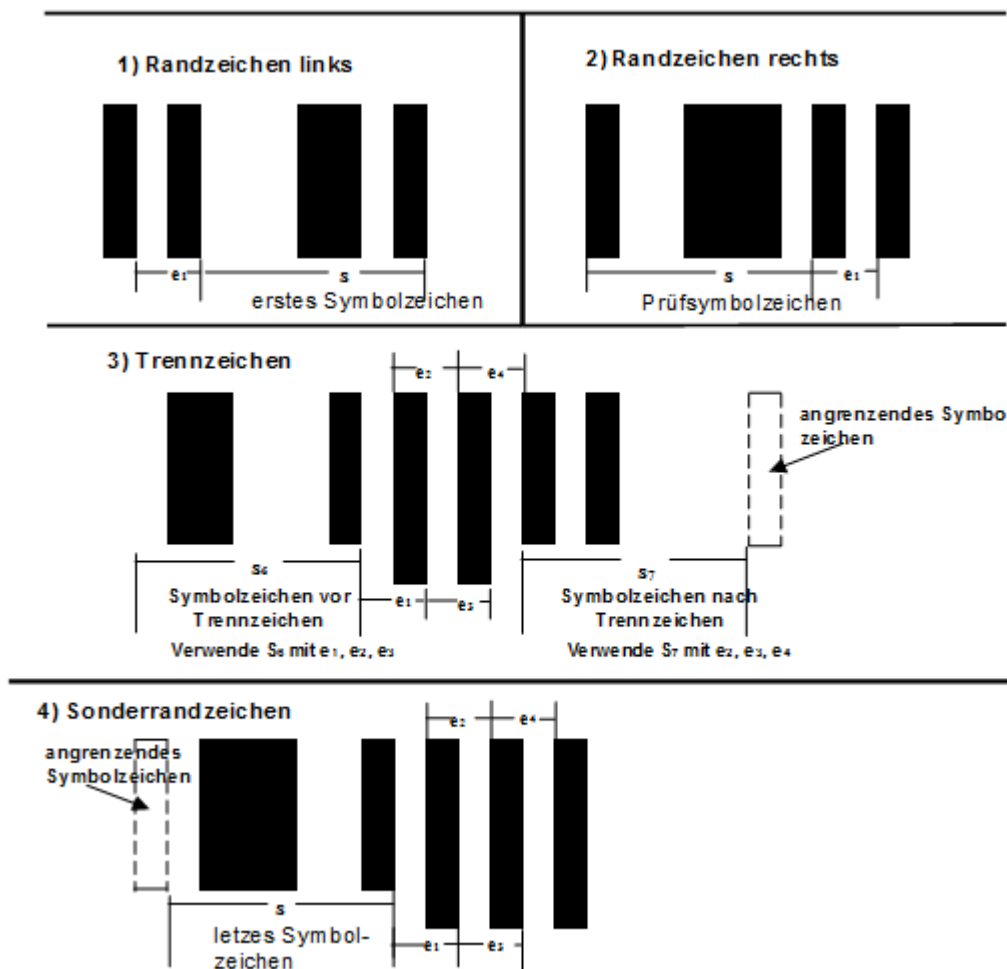 1) Randzeichen links
e₁
s
erstes Symbolzeichen
2) Randzeichen rechts
s
e₁
Prüfsymbolzeichen
3) Trennzeichen
e₂
e₄
angrenzendes Symbo
zeichen
s₆
Symbolzeichen vor
Trennzeichen
e₁
e₃
s₇
Symbolzeichen nach
Trennzeichen
Verwende S₆ mit e₁, e₂, e₃
Verwende S₇ mit e₂, e₃, e₄
4) Sonderrandzeichen
e₂
e₄
angrenzendes
Symbolzeichen
s
letzes Symbol-
zeichen
e₁
e₃